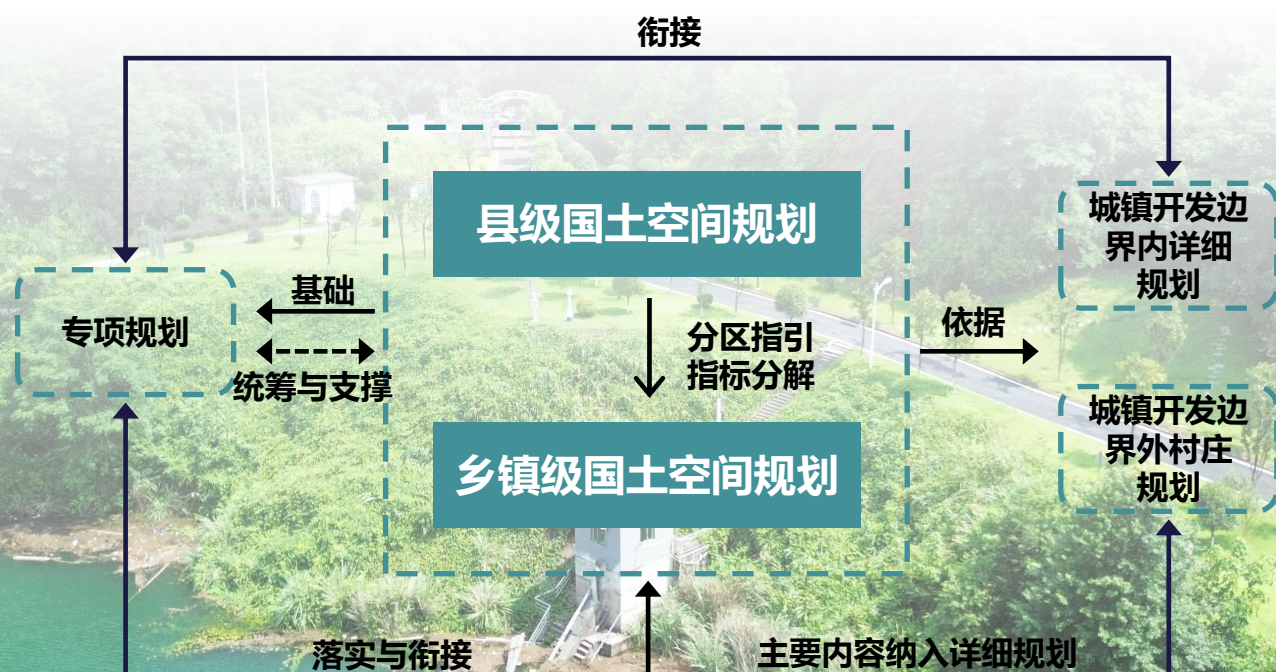 衔接
县级国土空间规划
城镇开发边
界内详细
规划
基础
专项规划
统筹与支撑
分区指引
指标分解
依据
城镇开发边
界外村庄
规划
乡镇级国土空间规划
落实与衔接
主要内容纳入详细规划